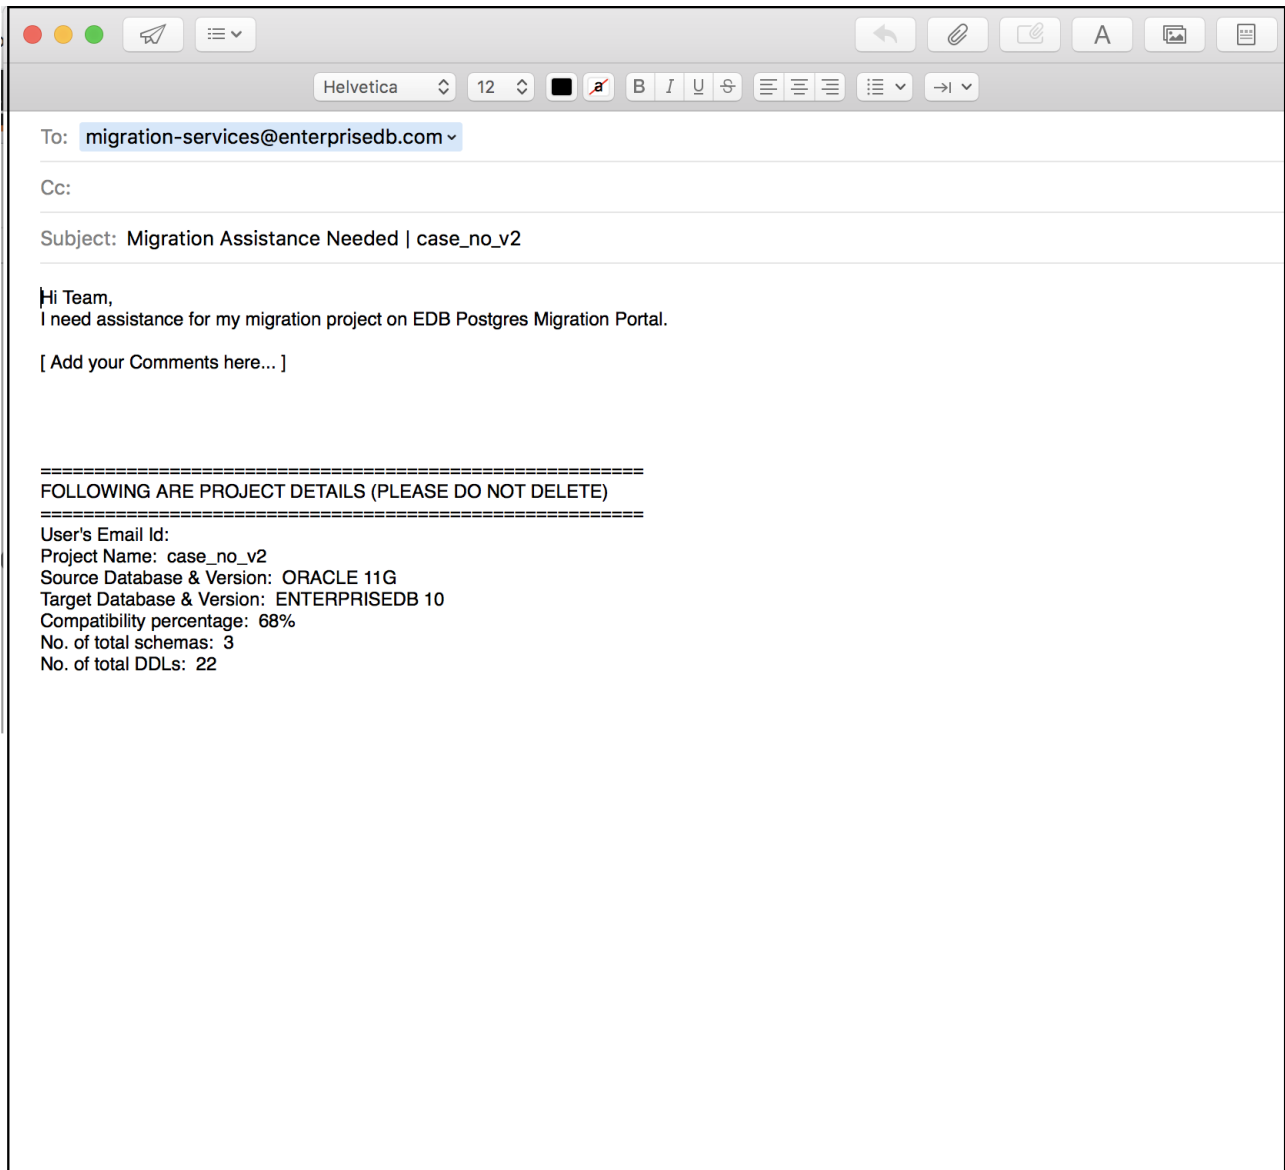 Helvetica 12 a B I U S
To: migration-services@enterprisedb.com
Cc:
Subject: Migration Assistance Needed | case_no_v2
Hi Team,
I need assistance for my migration project on EDB Postgres Migration Portal.
[ Add your Comments here... ]
========================================================
FOLLOWING ARE PROJECT DETAILS (PLEASE DO NOT DELETE)
========================================================
User's Email Id:
Project Name:  case_no_v2
Source Database & Version:  ORACLE 11G
Target Database & Version:  ENTERPRISEDB 10
Compatibility percentage:  68%
No. of total schemas:  3
No. of total DDLs:  22